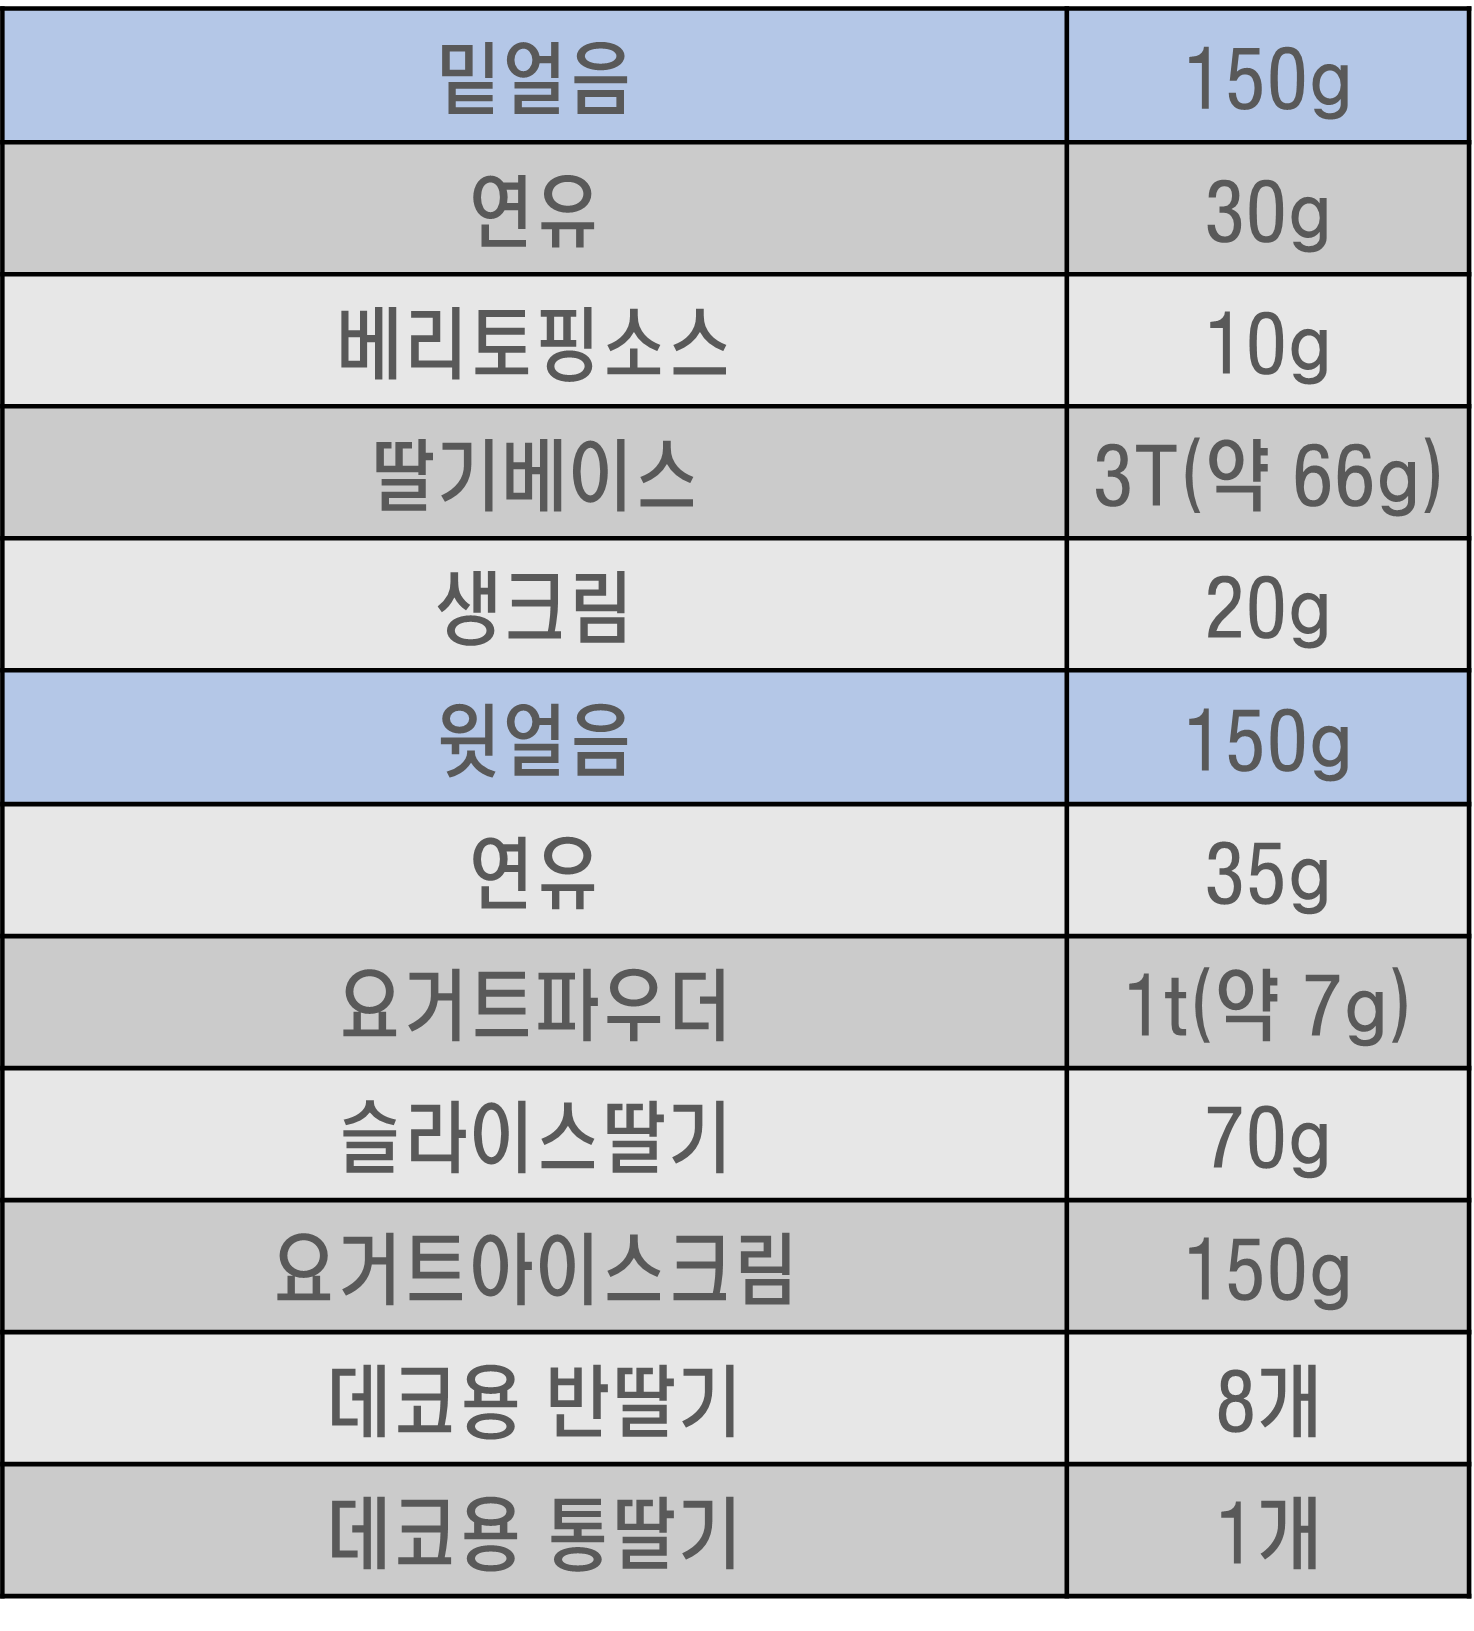 밑얼음 150g
연유 30g
베리토핑소스 10g
딸기베이스 3T(약 66g)
생크림 20g
윗얼음 150g
연유 35g
요거트파우더 1t(약 7g)
슬라이스딸기 70g
요거트아이스크림 150g
데코용 반딸기 8개
데코용 통딸기 1개